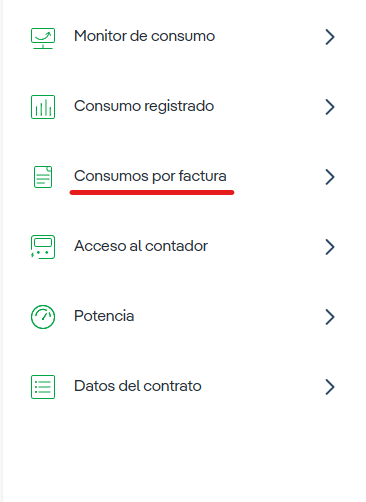 Monitor de consumo
Consumo registrado
Consumos por factura
Acceso al contador
Potencia
Datos del contrato